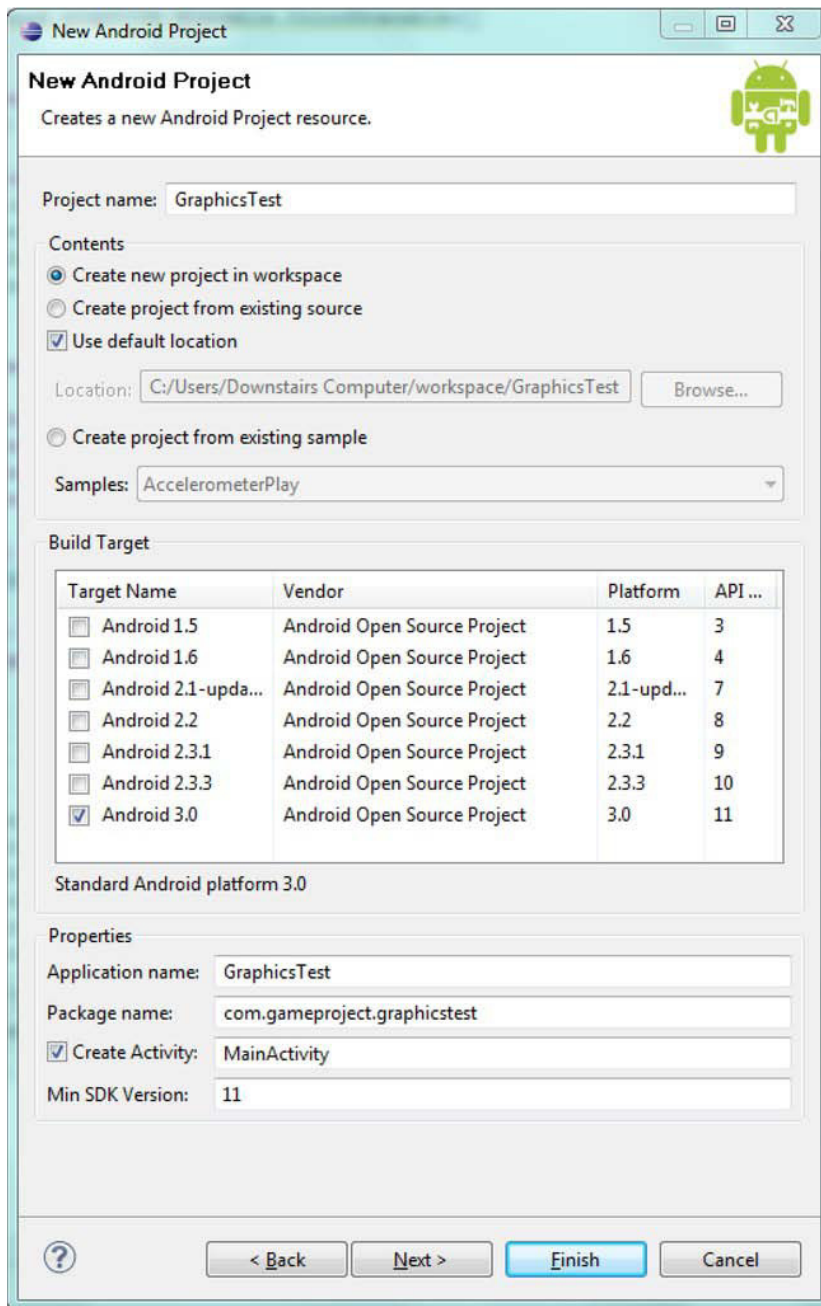 New Android Project
New Android Project
Creates a new Android Project resource.
Project name: GraphicsTest
Contents
Create new project in workspace
Create project from existing source
Use default location
Location: C:/Users/Downstairs Computer/workspace/GraphicsTest Browse...
Create project from existing sample
Samples: AccelerometerPlay
Build Target
Target Name Vendor Platform API ...
Android 1.5 Android Open Source Project 1.5 3
Android 1.6 Android Open Source Project 1.6 4
Android 2.1-upda... Android Open Source Project 2.1-upd... 7
Android 2.2 Android Open Source Project 2.2 8
Android 2.3.1 Android Open Source Project 2.3.1 9
Android 2.3.3 Android Open Source Project 2.3.3 10
Android 3.0 Android Open Source Project 3.0 11
Standard Android platform 3.0
Properties
Application name: GraphicsTest
Package name: com.gameproject.graphicstest
Create Activity: MainActivity
Min SDK Version: 11
? < Back Next > Finish Cancel